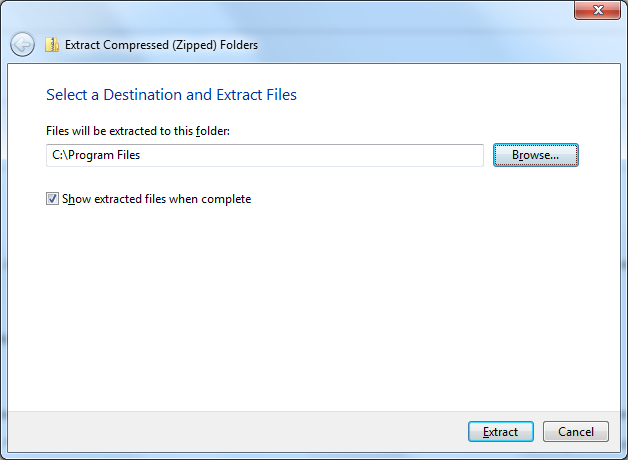 Extract Compressed (Zipped) Folders
Select a Destination and Extract Files
Files will be extracted to this folder:
C:\Program Files
Browse...
Show extracted files when complete
Extract
Cancel